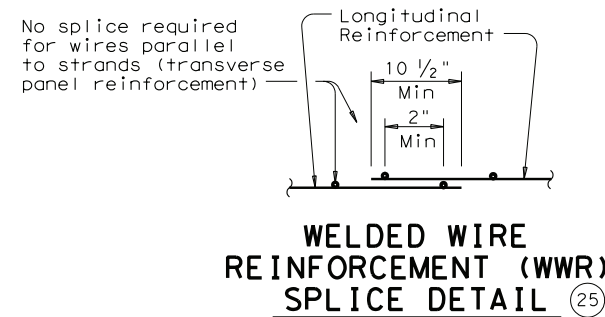 No splice required
for wires parallel
to strands (transverse
panel reinforcement)
Longitudinal
Reinforcement
10 1/2"
Min
2"
Min
WELDED WIRE
REINFORCEMENT (WWR)
SPLICE DETAIL 25